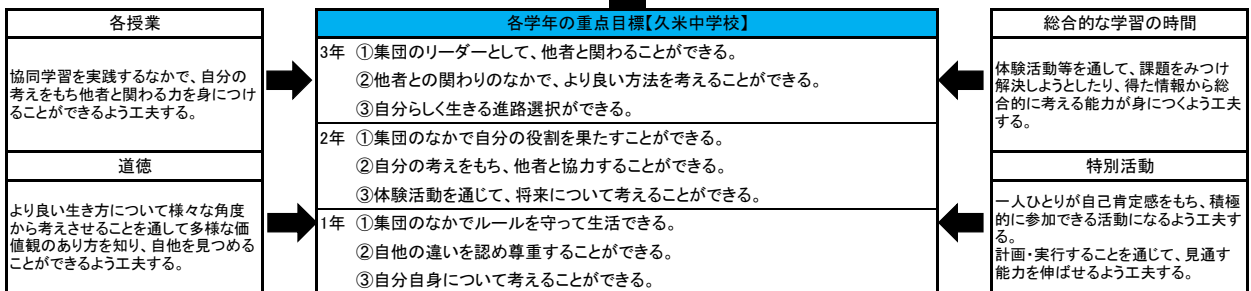 各授業
協同学習を実践するなかで、自分の
考えをもち他者と関わる力を身につけ
ることができるよう工夫する。
道徳
より良い生き方について様々な角度
から考えさせることを通して多様な価
値観のあり方を知り、自他を見つめる
ことができるよう工夫する。
各学年の重点目標【久米中学校】
3年 ①集団のリーダーとして、他者と関わることができる。
②他者との関わりのなかで、より良い方法を考えることができる。
③自分らしく生きる進路選択ができる。
2年 ①集団のなかで自分の役割を果たすことができる。
②自分の考えをもち、他者と協力することができる。
③体験活動を通じて、将来について考えることができる。
1年 ①集団のなかでルールを守って生活できる。
②自他の違いを認め尊重することができる。
③自分自身について考えることができる。
総合的な学習の時間
体験活動等を通して、課題をみつけ
解決しようとしたり、得た情報から総
合的に考える能力が身につくよう工夫
する。
特別活動
一人ひとりが自己肯定感をもち、積極
的に参加できる活動になるよう工夫す
る。
計画・実行することを通じて、見通す
能力を伸ばせるよう工夫する。